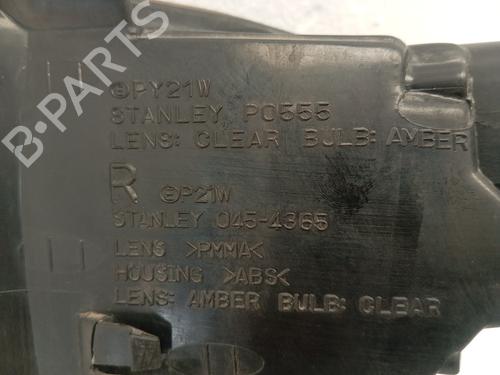 ⒺPY21W
STANLEY P0555
LENS: CLEAR BULB: AMBER
R ⒺP21W
STANLEY 045-4365
LENS >PMMA<
HOUSING >ABS<
LENS: AMBER BULB: CLEAR